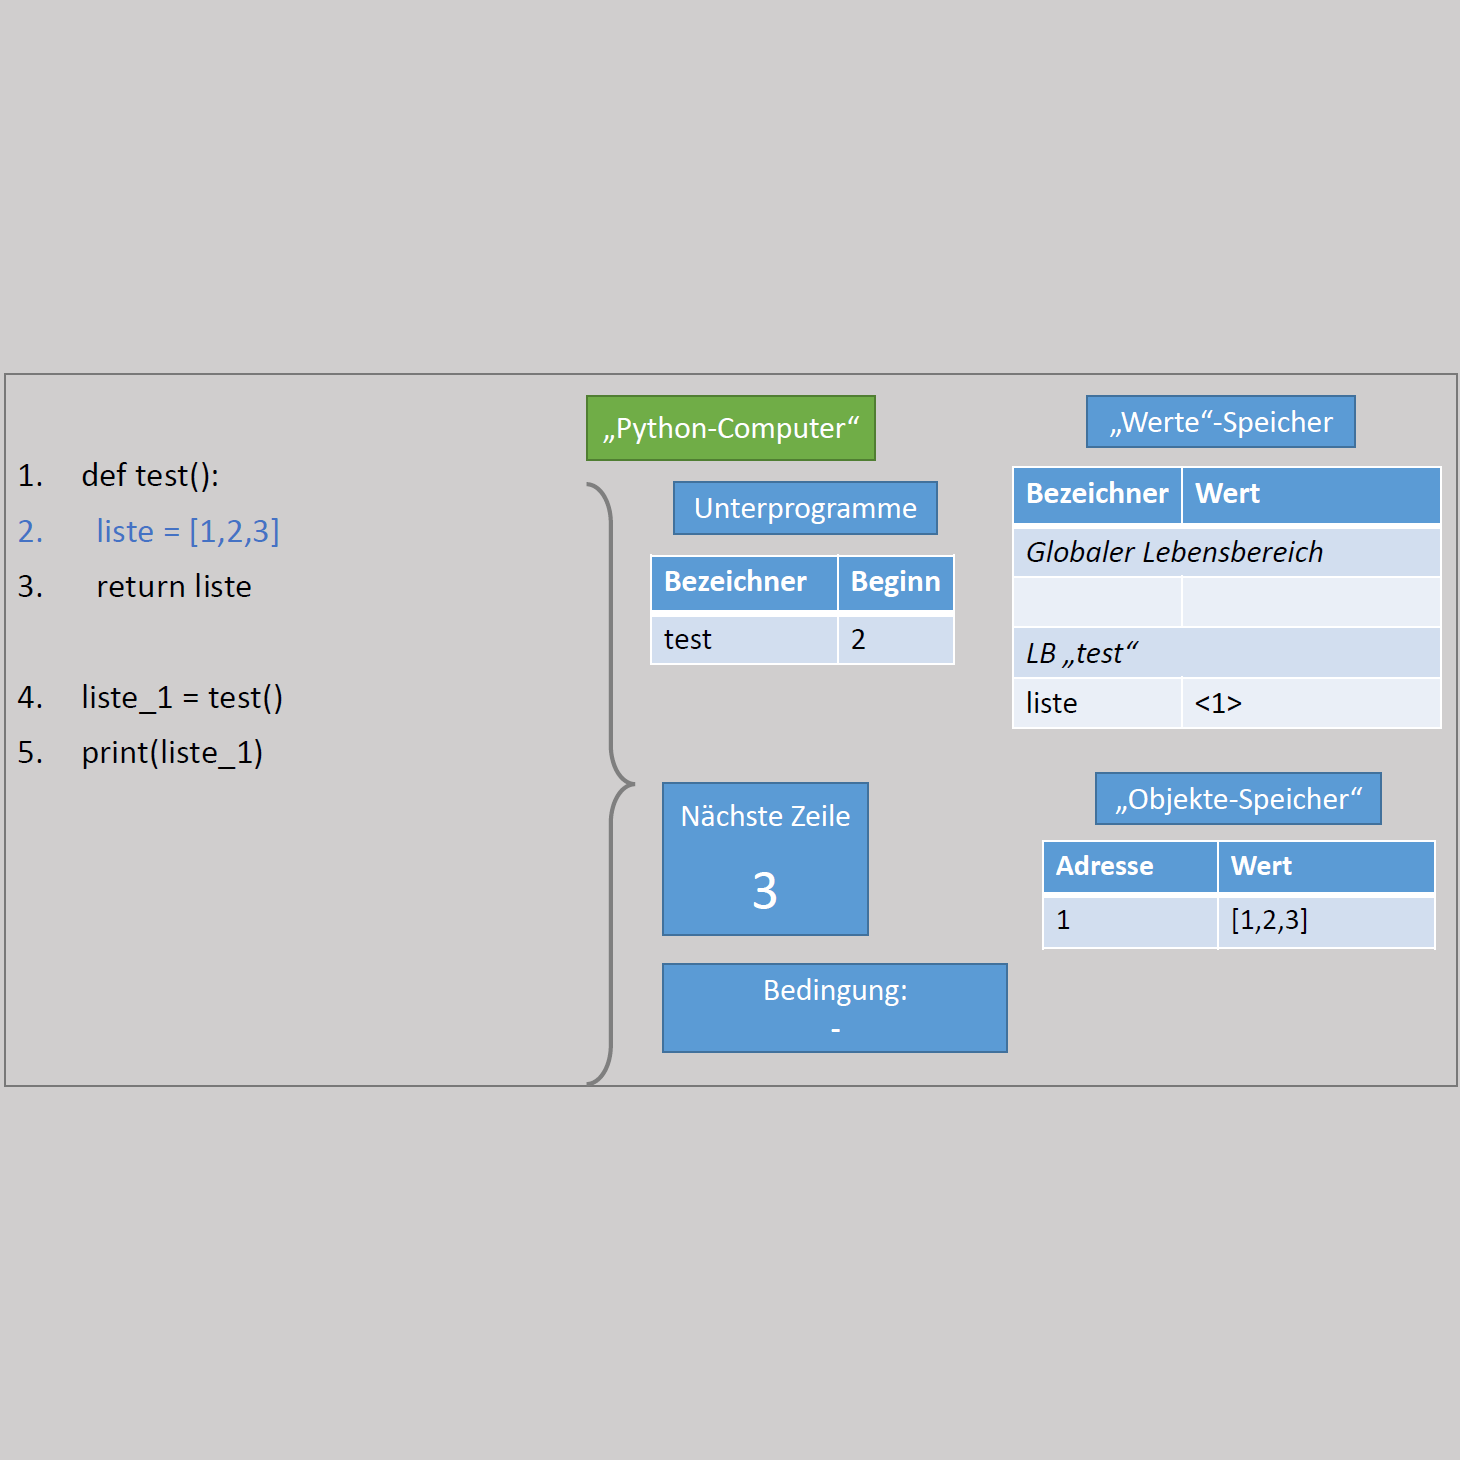 1. def test():
2. liste = [1,2,3]
3. return liste
4. liste_1 = test()
5. print(liste_1)
„Python-Computer“
Unterprogramme
Bezeichner Beginn
test 2
Nächste Zeile
3
Bedingung:
-
„Werte“-Speicher
Bezeichner Wert
Globaler Lebensbereich
LB „test“
liste <1>
„Objekte-Speicher“
Adresse Wert
1 [1,2,3]